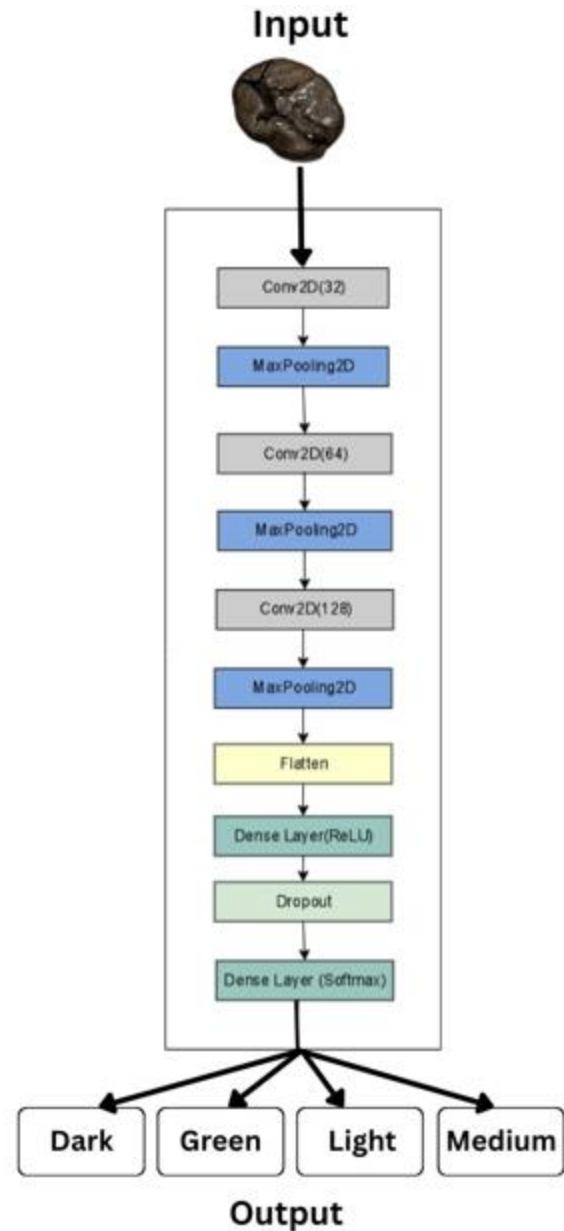 Input
Conv2D(32)
MaxPooling2D
Conv2D(64)
MaxPooling2D
Conv2D(128)
MaxPooling2D
Flatten
Dense Layer(ReLU)
Dropout
Dense Layer (Softmax)
Dark
Green
Light
Medium
Output